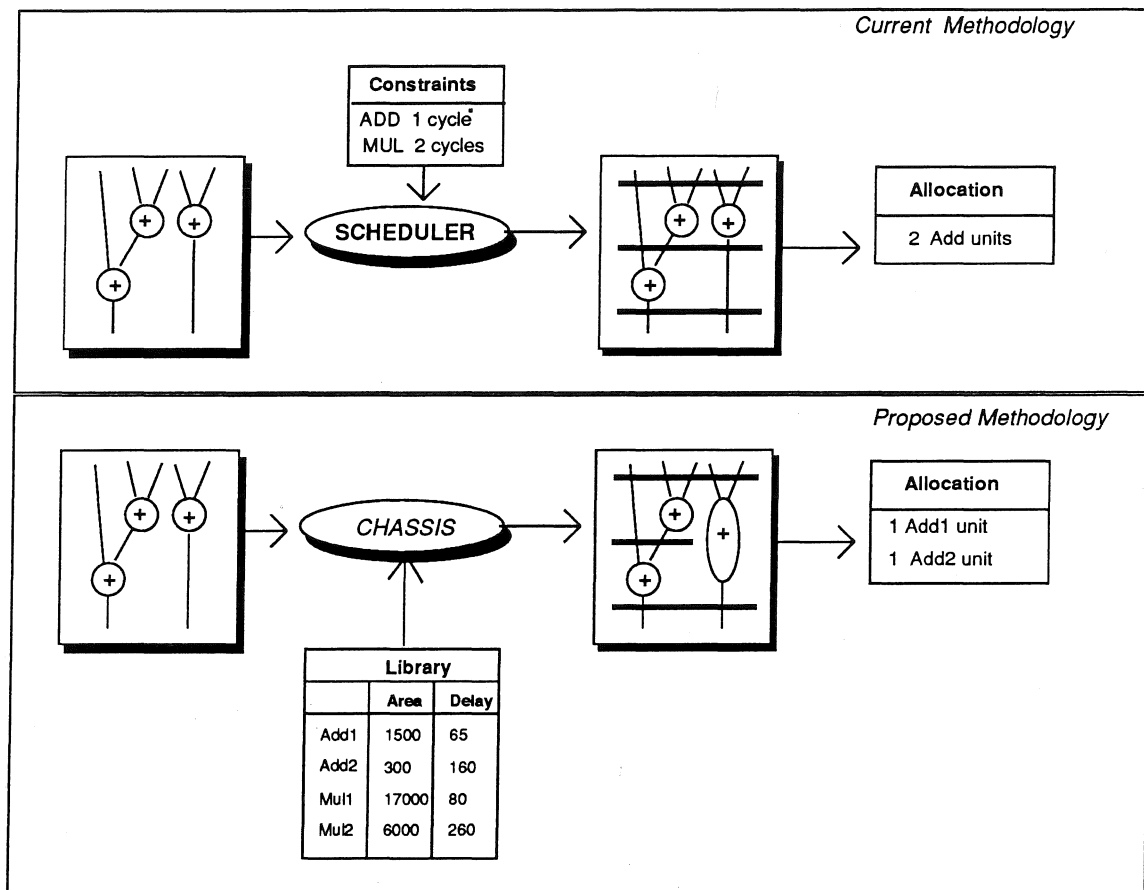 Current Methodology
Constraints
ADD 1 cycle
MUL 2 cycles
+ +
+
SCHEDULER
+ +
+
Allocation
2 Add units
Proposed Methodology
+ +
+
CHASSIS
+ +
+
Allocation
1 Add1 unit
1 Add2 unit
Library
Area Delay
Add1 1500 65
Add2 300 160
Mul1 17000 80
Mul2 6000 260